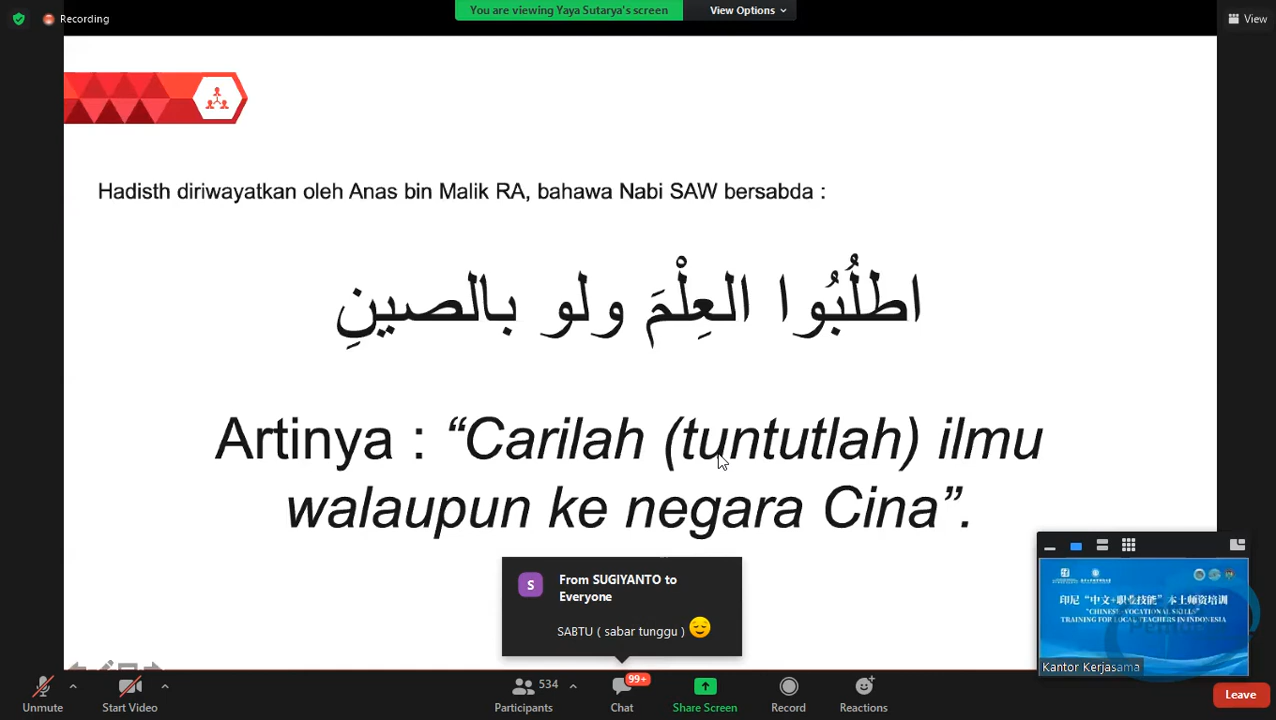 Recording
You are viewing Yaya Sutarya's screen
View Options
View
Hadisth diriwayatkan oleh Anas bin Malik RA, bahawa Nabi SAW bersabda :
اطلُبُوا العِلْمَ ولو بالصينِ
Artinya : “Carilah (tuntutlah) ilmu
walaupun ke negara Cina”.
S
From SUGIYANTO to
Everyone
SABTU ( sabar tunggu ) 😌
印尼“中文+职业技能”本土师资培训
"CHINESE+VOCATIONAL SKILLS"
TRAINING FOR LOCAL TEACHERS IN INDONESIA
Kantor Kerjasama
Unmute
Start Video
534
Participants
99+
Chat
Share Screen
Record
Reactions
Leave